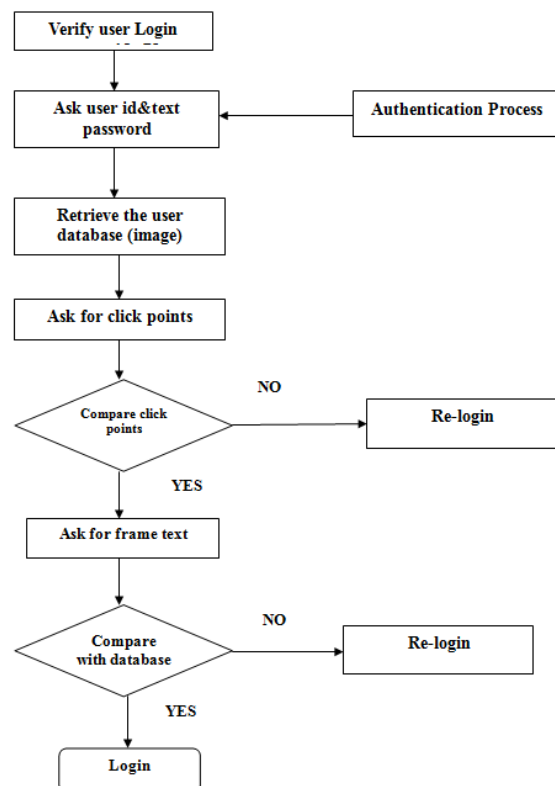 Verify user Login
Ask user id&text
password
Authentication Process
Retrieve the user
database (image)
Ask for click points
Compare click
points
NO
Re-login
YES
Ask for frame text
Compare
with database
NO
Re-login
YES
Login